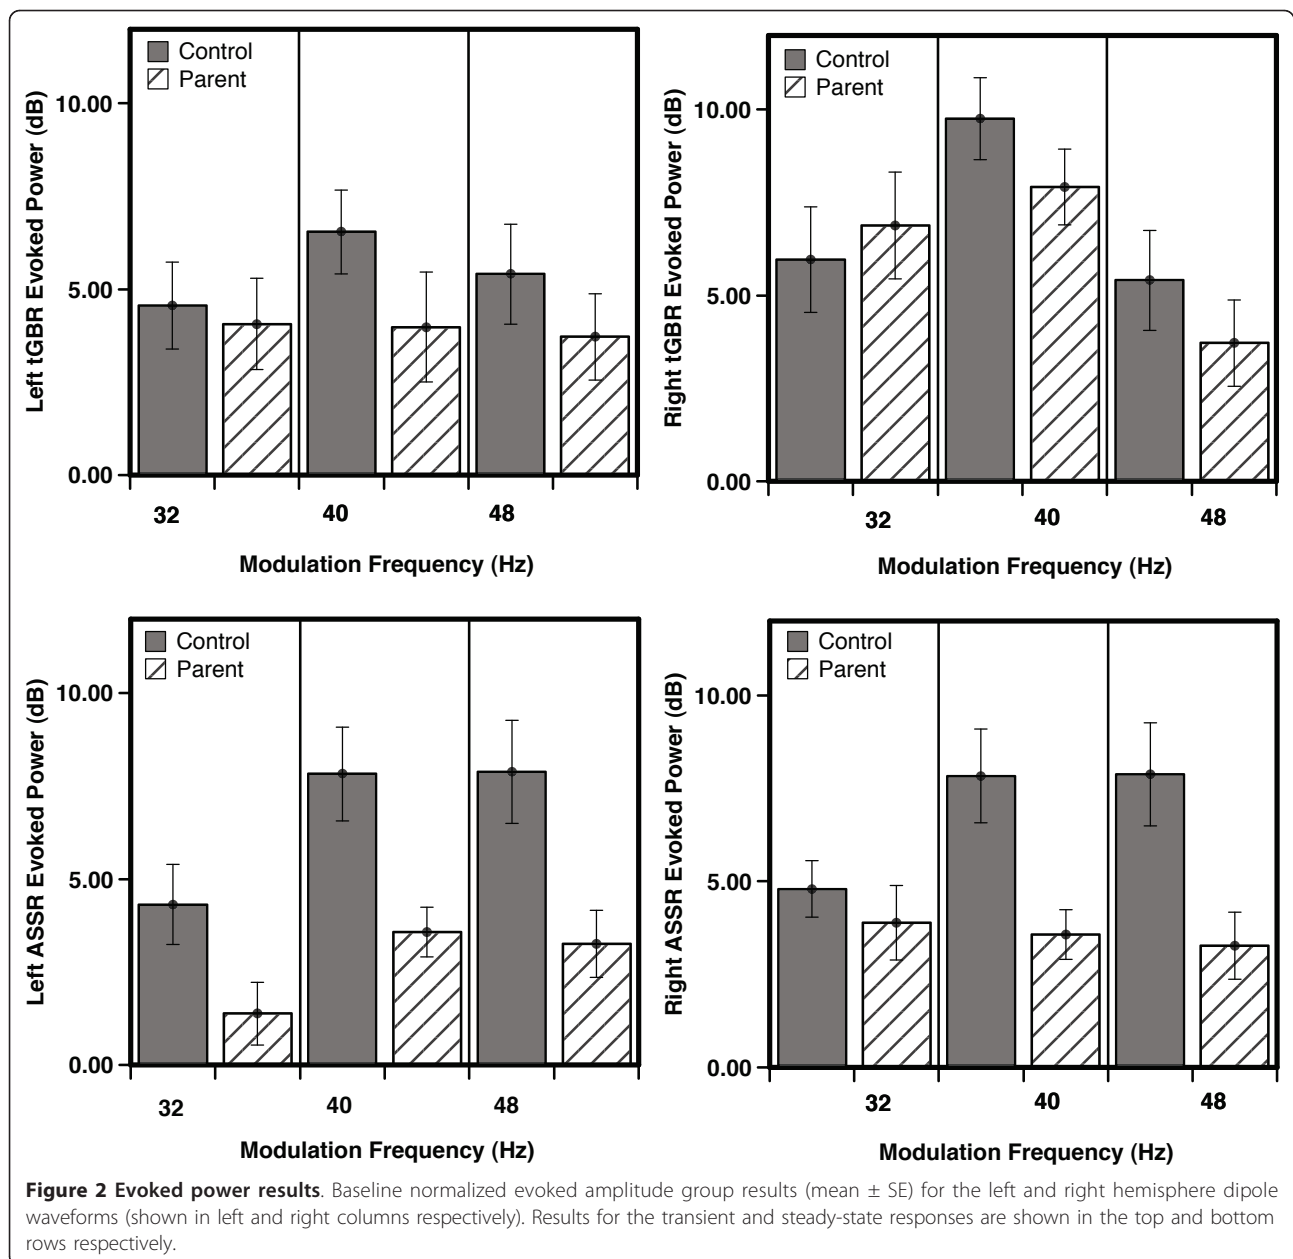 Control
Parent
Left tGBR Evoked Power (dB)
10.00
5.00
0.00
32 40 48
Modulation Frequency (Hz)
Control
Parent
Right tGBR Evoked Power (dB)
10.00
5.00
0.00
32 40 48
Modulation Frequency (Hz)
Control
Parent
Left ASSR Evoked Power (dB)
10.00
5.00
0.00
32 40 48
Modulation Frequency (Hz)
Control
Parent
Right ASSR Evoked Power (dB)
10.00
5.00
0.00
32 40 48
Modulation Frequency (Hz)
Figure 2 Evoked power results. Baseline normalized evoked amplitude group results (mean ± SE) for the left and right hemisphere dipole
waveforms (shown in left and right columns respectively). Results for the transient and steady-state responses are shown in the top and bottom
rows respectively.